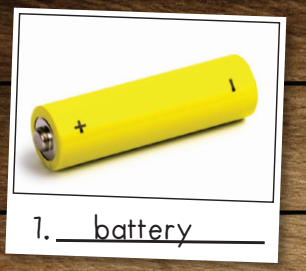 + -
1. battery